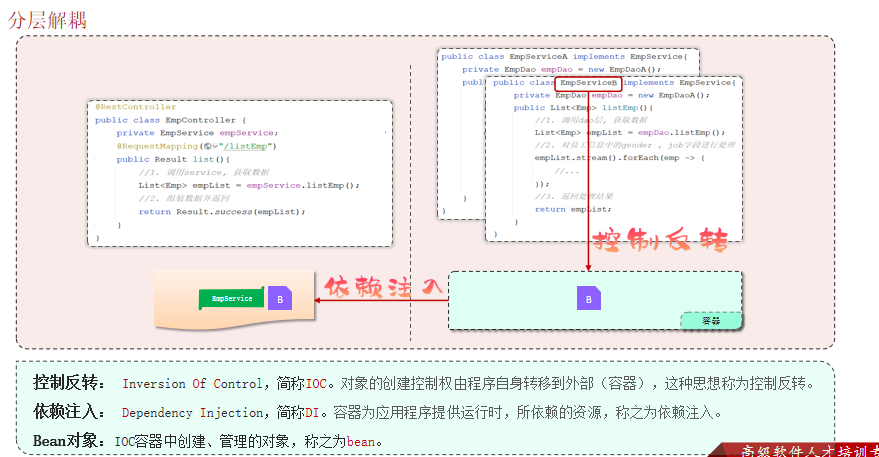 分层解耦
@RestController
public class EmpController {
private EmpService empService;
@RequestMapping("/listEmp")
public Result list(){
//1. 调用service, 获取数据
List<Emp> empList = empService.listEmp();
//2. 组装数据并返回
return Result.success(empList);
}
}
public class EmpServiceA implements EmpService{
private EmpDao empDao = new EmpDaoA();
publ
}
}
public class EmpServiceB implements EmpService{
private EmpDao empDao = new EmpDaoA();
public List<Emp> listEmp(){
//1. 调用dao层, 获取数据
List<Emp> empList = empDao.listEmp();
//2. 对员工信息中的gender , job字段进行处理
empList.stream().forEach(emp -> {
//...
});
//3. 返回处理结果
return empList;
}
}
控制反转
依赖注入
EmpService
B
B
容器
控制反转： Inversion Of Control，简称IOC。对象的创建控制权由程序自身转移到外部（容器），这种思想称为控制反转。
依赖注入： Dependency Injection，简称DI。容器为应用程序提供运行时，所依赖的资源，称之为依赖注入。
Bean对象：IOC容器中创建、管理的对象，称之为bean。
高级软件人才培训